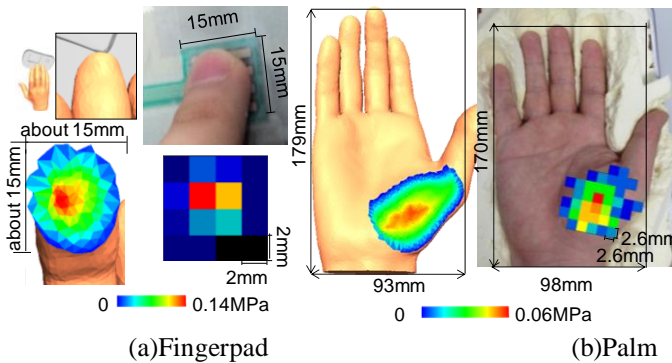 15mm
15mm
about 15mm
about 15mm
2mm
2mm
0 0.14MPa
(a)Fingerpad
179mm
93mm
170mm
98mm
2.6mm
2.6mm
0 0.06MPa
(b)Palm